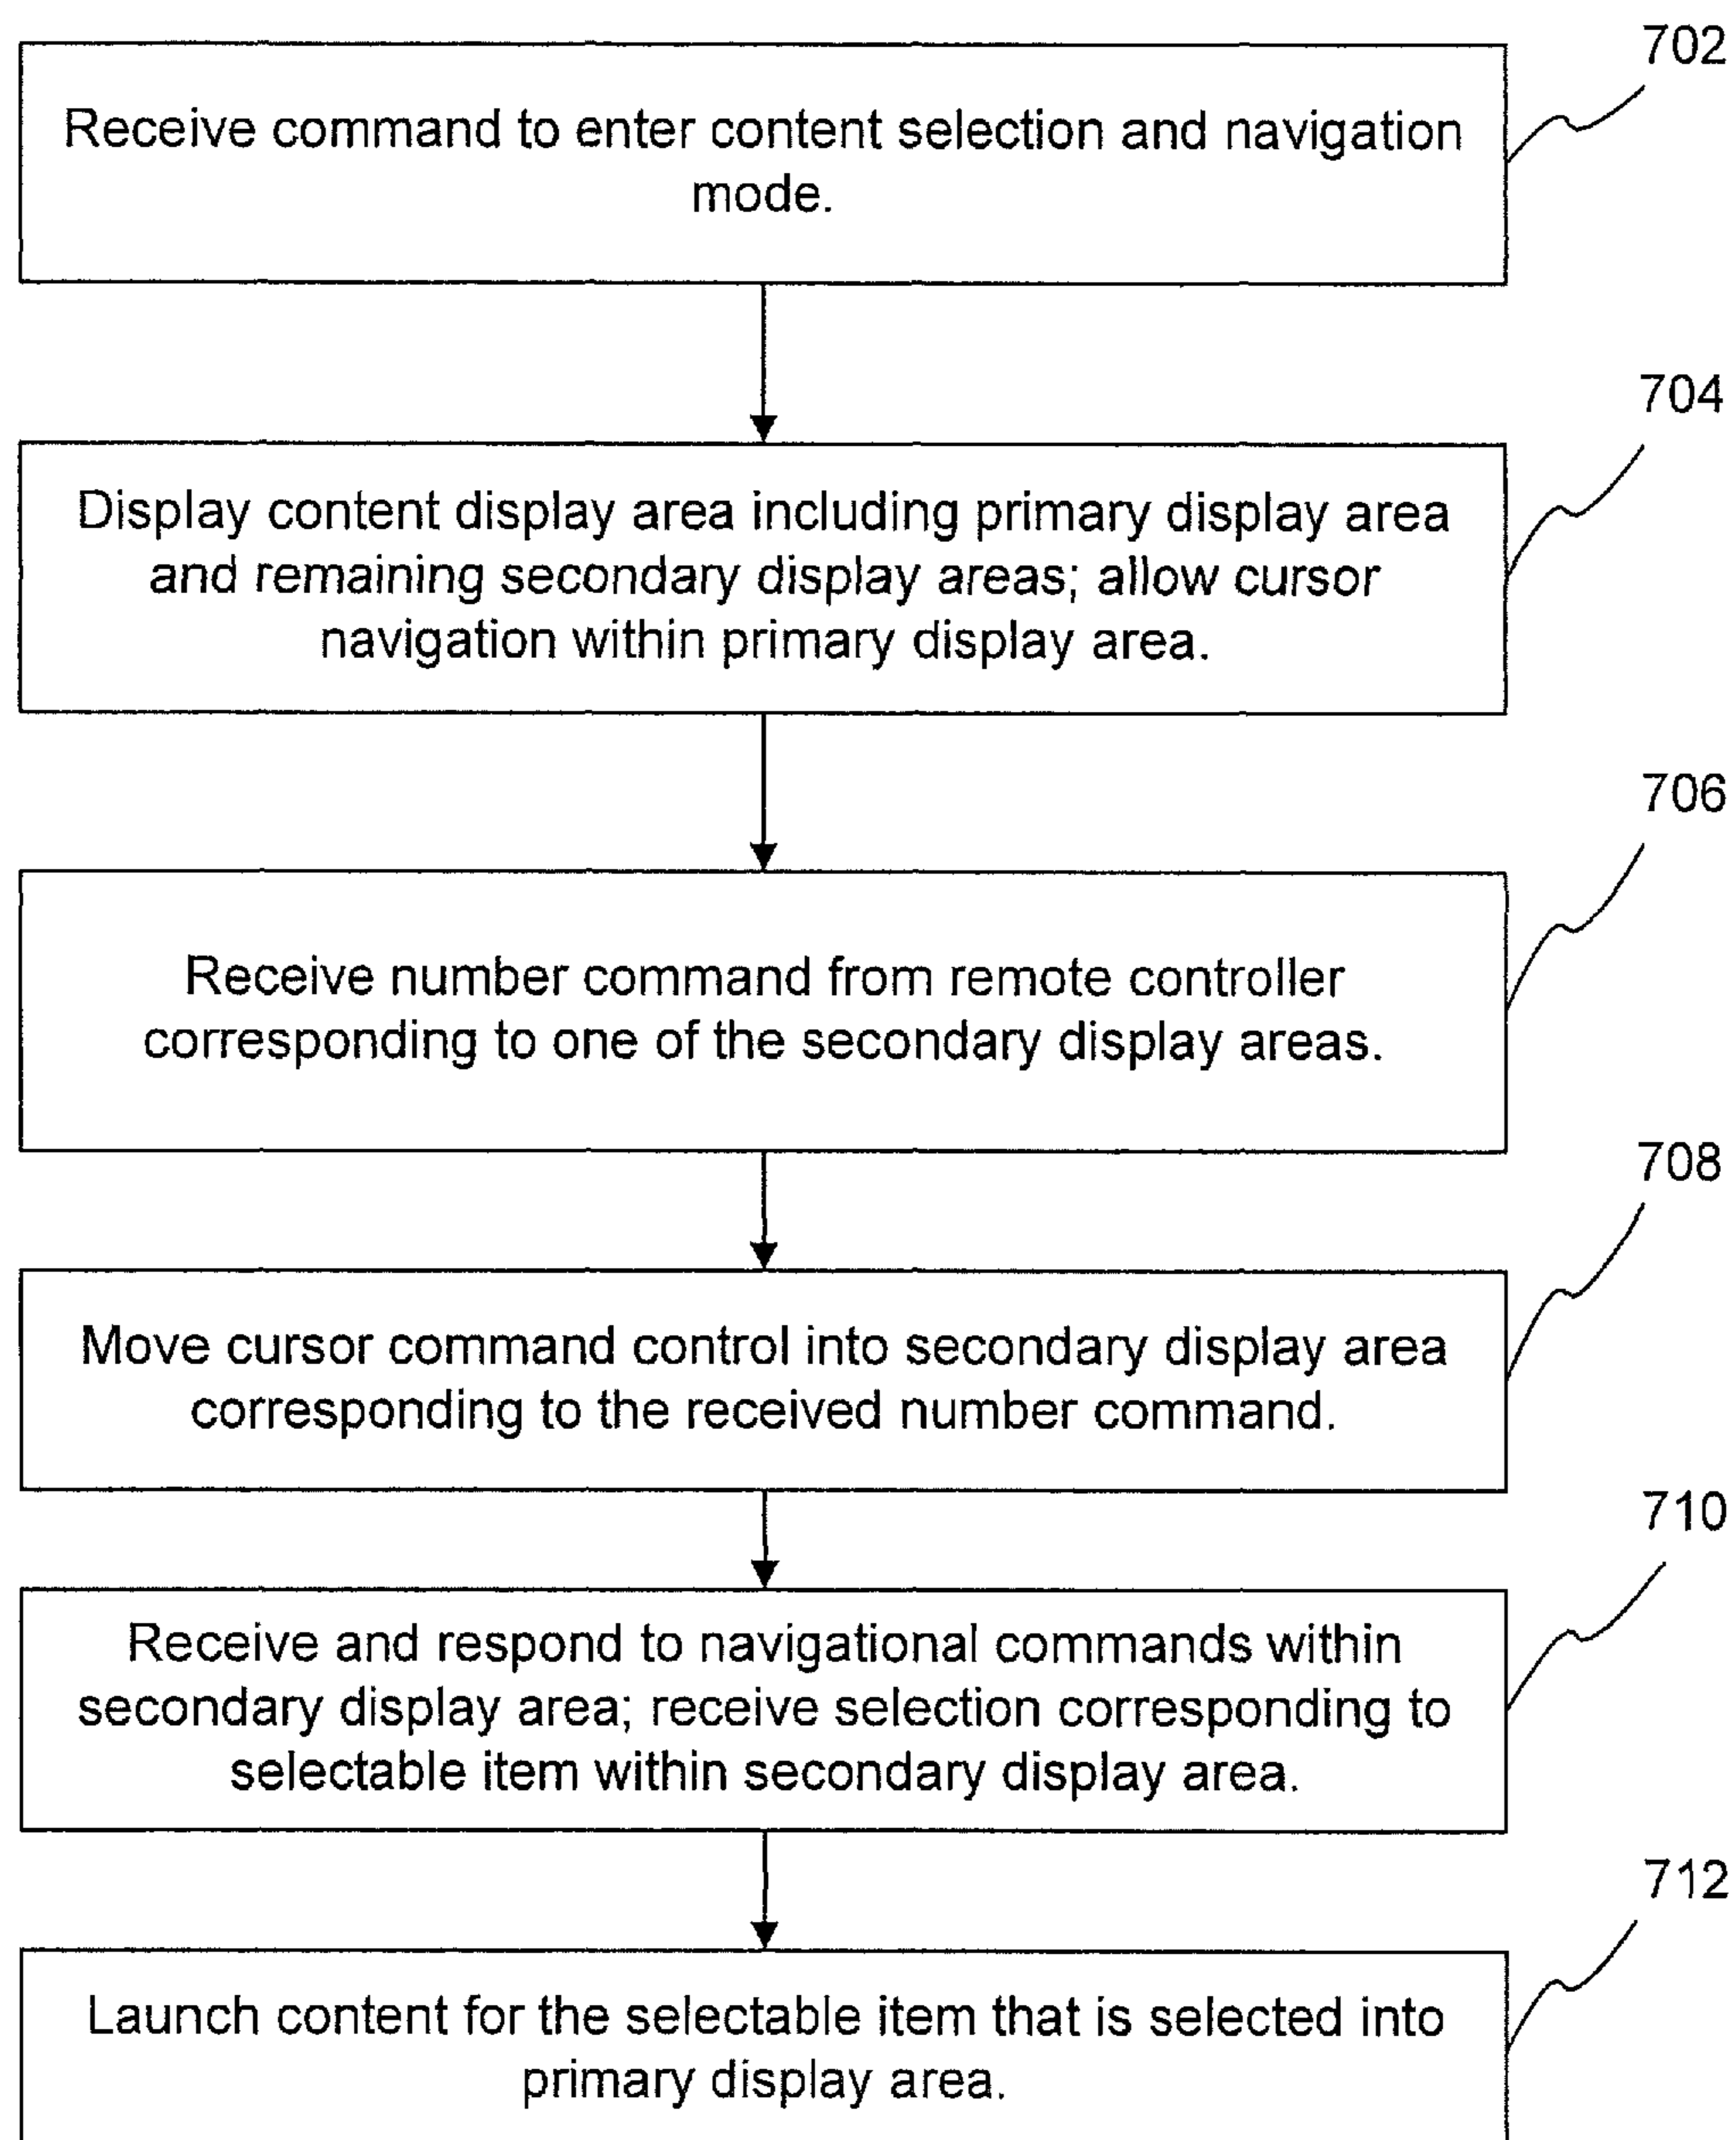 702
Receive command to enter content selection and navigation
mode.
704
Display content display area including primary display area
and remaining secondary display areas; allow cursor
navigation within primary display area.
706
Receive number command from remote controller
corresponding to one of the secondary display areas.
708
Move cursor command control into secondary display area
corresponding to the received number command.
710
Receive and respond to navigational commands within
secondary display area; receive selection corresponding to
selectable item within secondary display area.
712
Launch content for the selectable item that is selected into
primary display area.